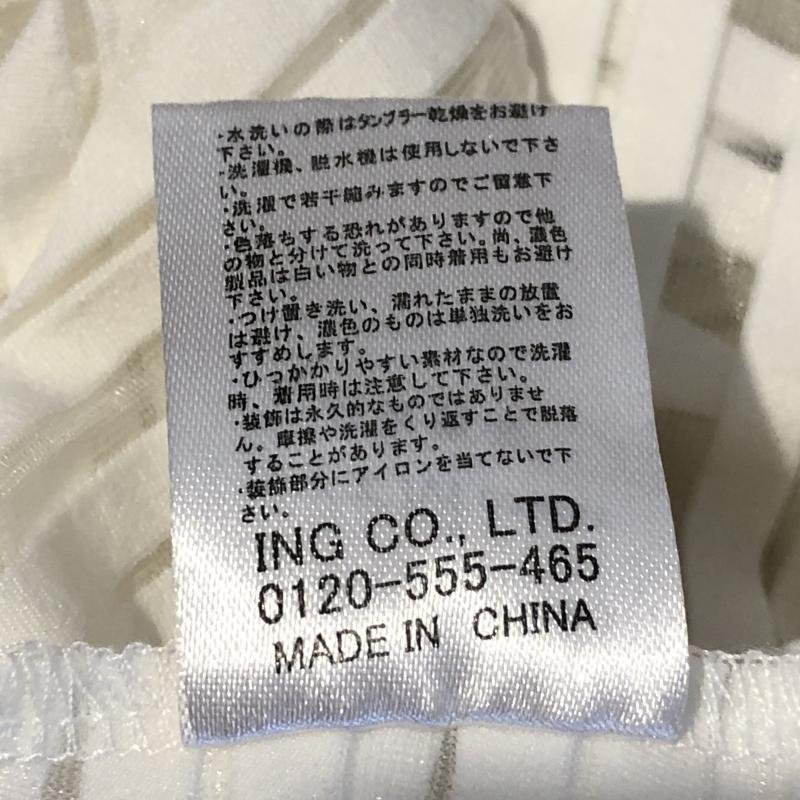 ・水洗いの際はタンブラー乾燥をお避け
下さい。
・洗濯機、脱水機は使用しないで下さ
い。
・洗濯で若干縮みますのでご留意下
さい。
・色落ちする恐れがありますので他
の物と分けて洗って下さい。尚、濃色
製品は白い物との同時着用もお避け
下さい。
・つけ置き洗い、濡れたままの放置
は避け、濃色のものは単独洗いをお
すすめします。
・ひっかかりやすい素材なので洗濯
時、着用時は注意して下さい。
・装飾は永久的なものではありませ
ん。摩擦や洗濯をくり返すことで脱落
することがあります。
・装飾部分にアイロンを当てないで下
さい。
ING CO., LTD.
0120-555-465
MADE IN CHINA